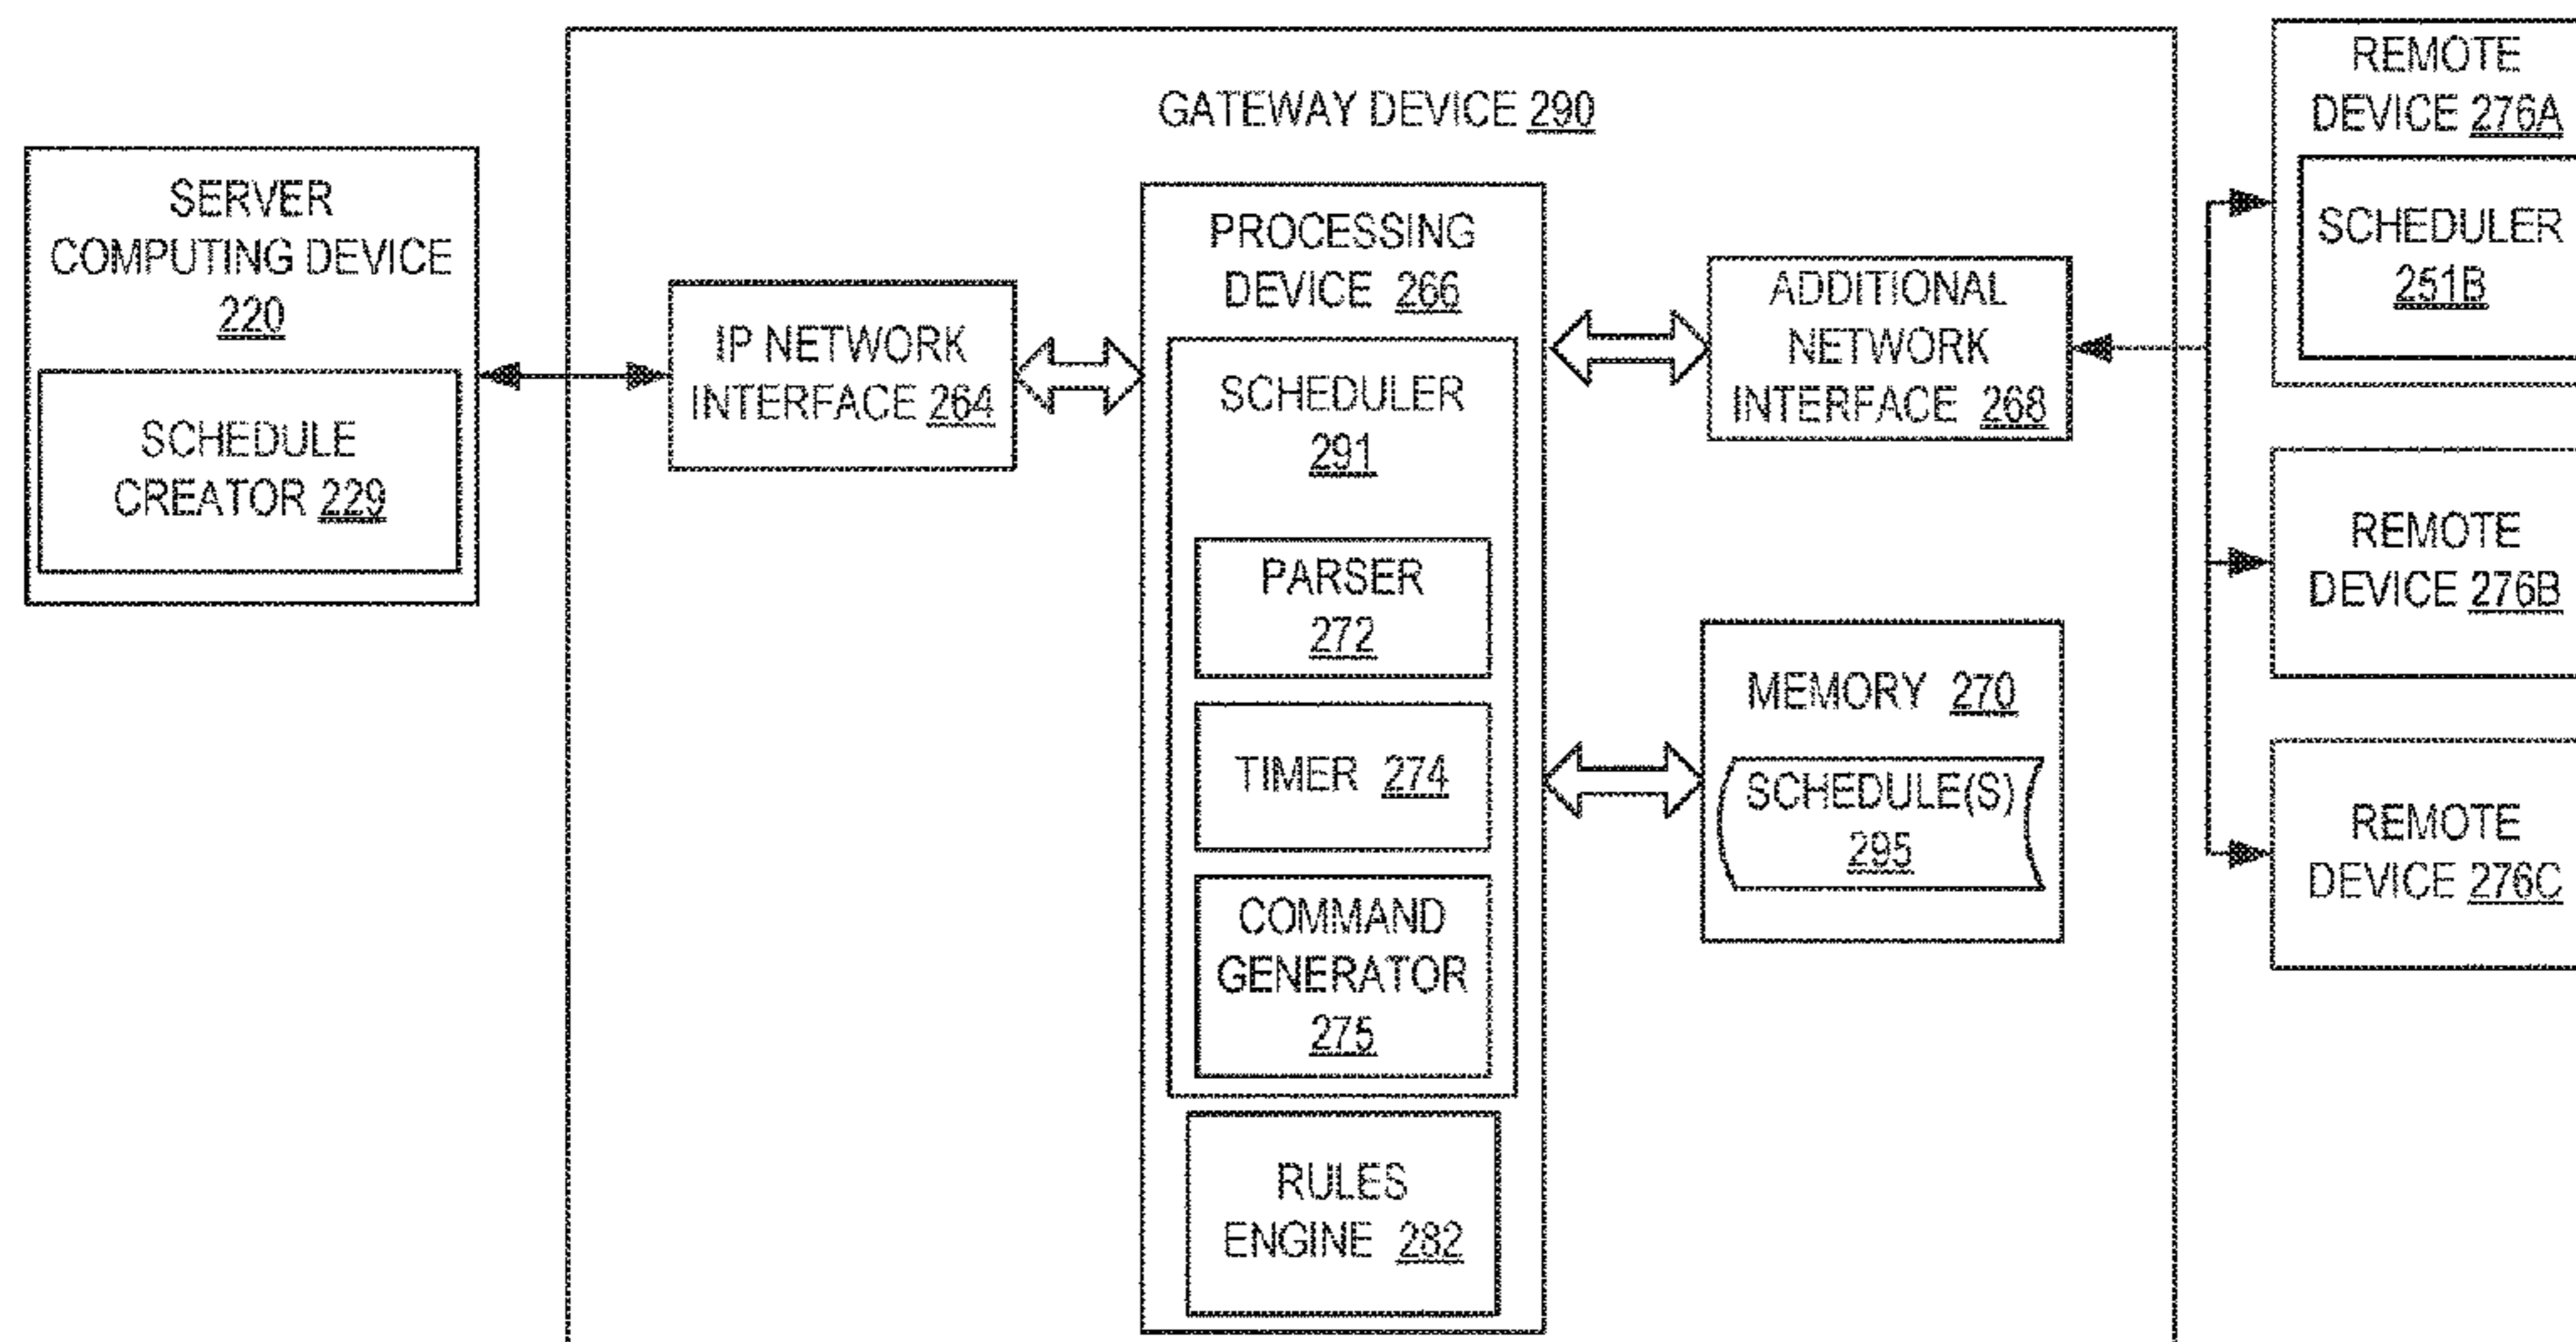 GATEWAY DEVICE 290
SERVER
COMPUTING DEVICE
220
SCHEDULE
CREATOR 229
IP NETWORK
INTERFACE 264
PROCESSING
DEVICE 266
SCHEDULER
291
PARSER
272
TIMER 274
COMMAND
GENERATOR
275
RULES
ENGINE 282
ADDITIONAL
NETWORK
INTERFACE 268
MEMORY 270
SCHEDULE(S)
295
REMOTE
DEVICE 276A
SCHEDULER
251B
REMOTE
DEVICE 276B
REMOTE
DEVICE 276C